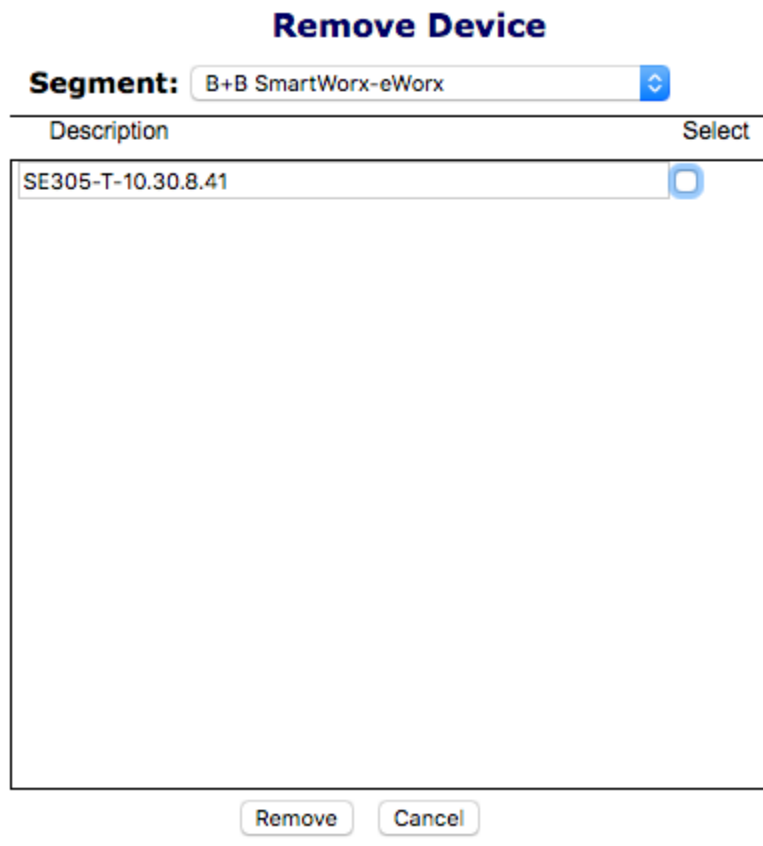 Remove Device
Segment: B+B SmartWorx-eWorx
Description Select
SE305-T-10.30.8.41
Remove Cancel